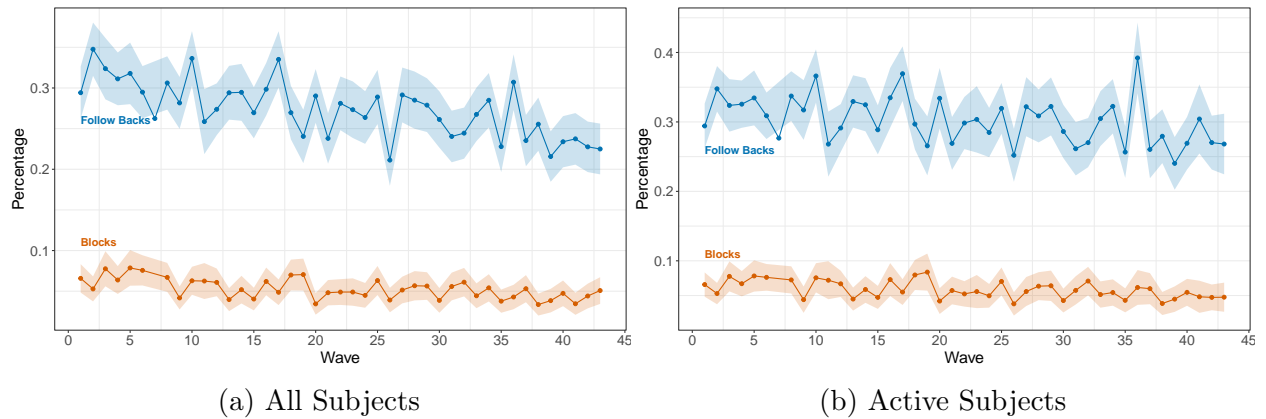 0.3
0.2
0.1
Percentage
Follow Backs
Blocks
0 5 10 15 20 25 30 35 40 45
Wave
(a) All Subjects
0.4
0.3
0.2
0.1
Percentage
Follow Backs
Blocks
0 5 10 15 20 25 30 35 40 45
Wave
(b) Active Subjects